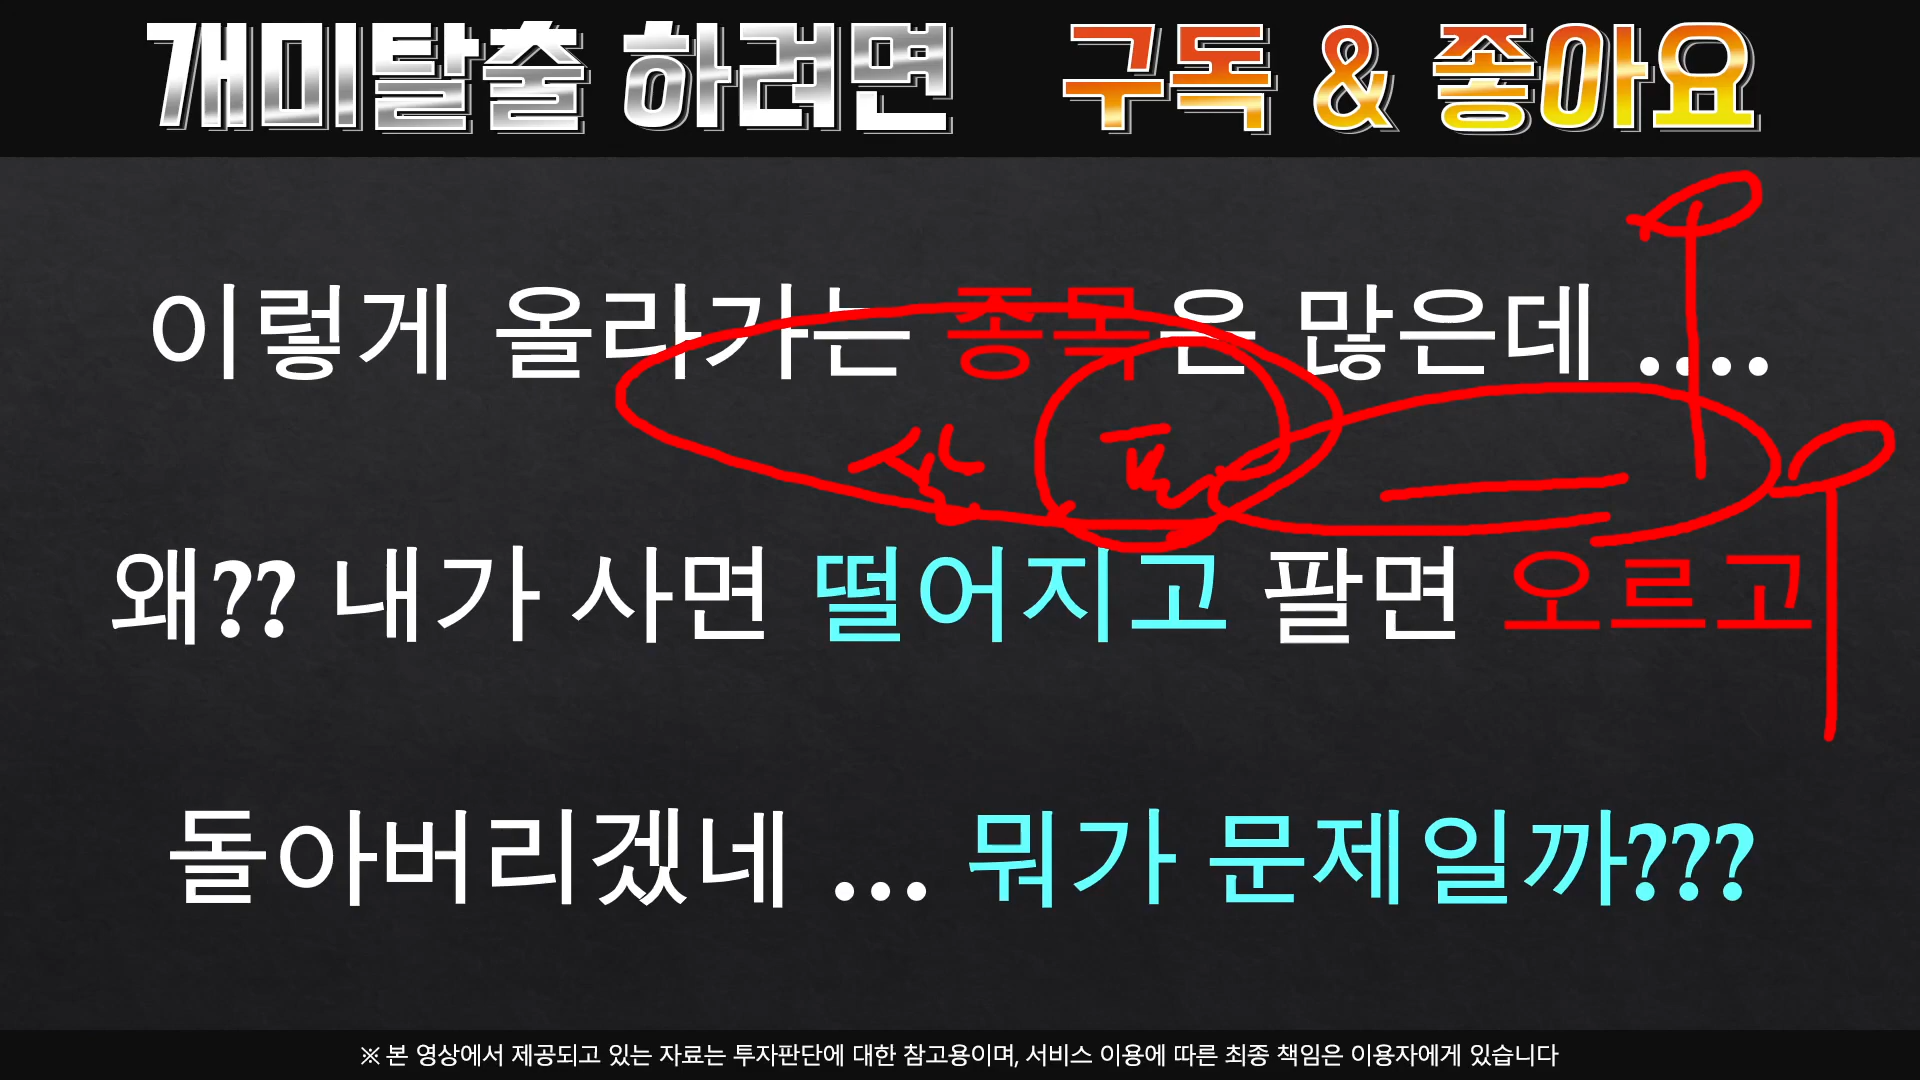 개미탈출 하려면 구독 & 좋아요
이렇게 올라가는 종목은 많은데 ....
왜?? 내가 사면 떨어지고 팔면 오르고
돌아버리겠네 ... 뭐가 문제일까???
※ 본 영상에서 제공되고 있는 자료는 투자판단에 대한 참고용이며, 서비스 이용에 따른 최종 책임은 이용자에게 있습니다